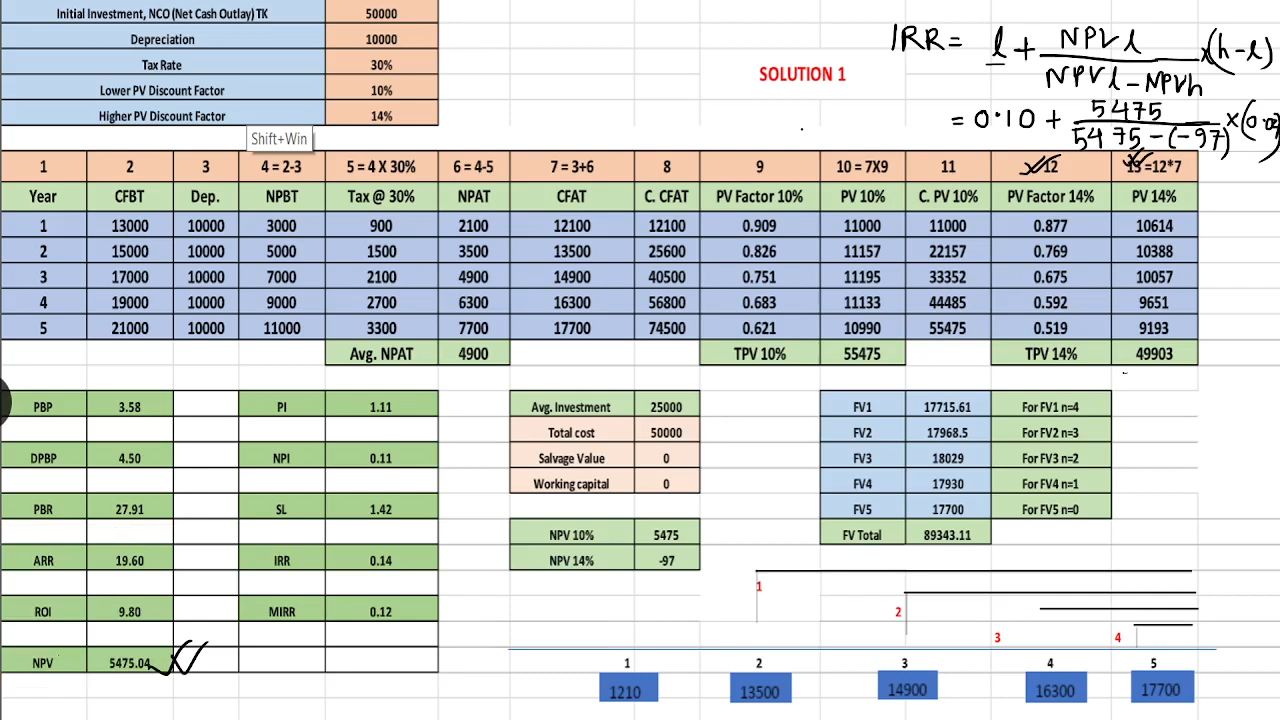 Initial Investment, NCO (Net Cash Outlay) TK 50000
Depreciation 10000
Tax Rate 30%
Lower PV Discount Factor 10%
Higher PV Discount Factor 14%
Shift+Win
SOLUTION 1
IRR = l + NPVl / NPVl - NPVh × (h-l)
= 0.10 + 5475 / 5475-(-97) × (0.0
1 2 3 4 = 2-3 5 = 4 X 30% 6 = 4-5 7 = 3+6 8 9 10 = 7X9 11 12 13 =12*7
Year CFBT Dep. NPBT Tax @ 30% NPAT CFAT C. CFAT PV Factor 10% PV 10% C. PV 10% PV Factor 14% PV 14%
1 13000 10000 3000 900 2100 12100 12100 0.909 11000 11000 0.877 10614
2 15000 10000 5000 1500 3500 13500 25600 0.826 11157 22157 0.769 10388
3 17000 10000 7000 2100 4900 14900 40500 0.751 11195 33352 0.675 10057
4 19000 10000 9000 2700 6300 16300 56800 0.683 11133 44485 0.592 9651
5 21000 10000 11000 3300 7700 17700 74500 0.621 10990 55475 0.519 9193
Avg. NPAT 4900 TPV 10% 55475 TPV 14% 49903
PBP 3.58 PI 1.11 Avg. Investment 25000 FV1 17715.61 For FV1 n=4
Total cost 50000 FV2 17968.5 For FV2 n=3
DPBP 4.50 NPI 0.11 Salvage Value 0 FV3 18029 For FV3 n=2
Working capital 0 FV4 17930 For FV4 n=1
PBR 27.91 SL 1.42 FV5 17700 For FV5 n=0
NPV 10% 5475 FV Total 89343.11
ARR 19.60 IRR 0.14 NPV 14% -97
1
ROI 9.80 MIRR 0.12 2
3 4
NPV 5475.04 1 2 3 4 5
1210 13500 14900 16300 17700